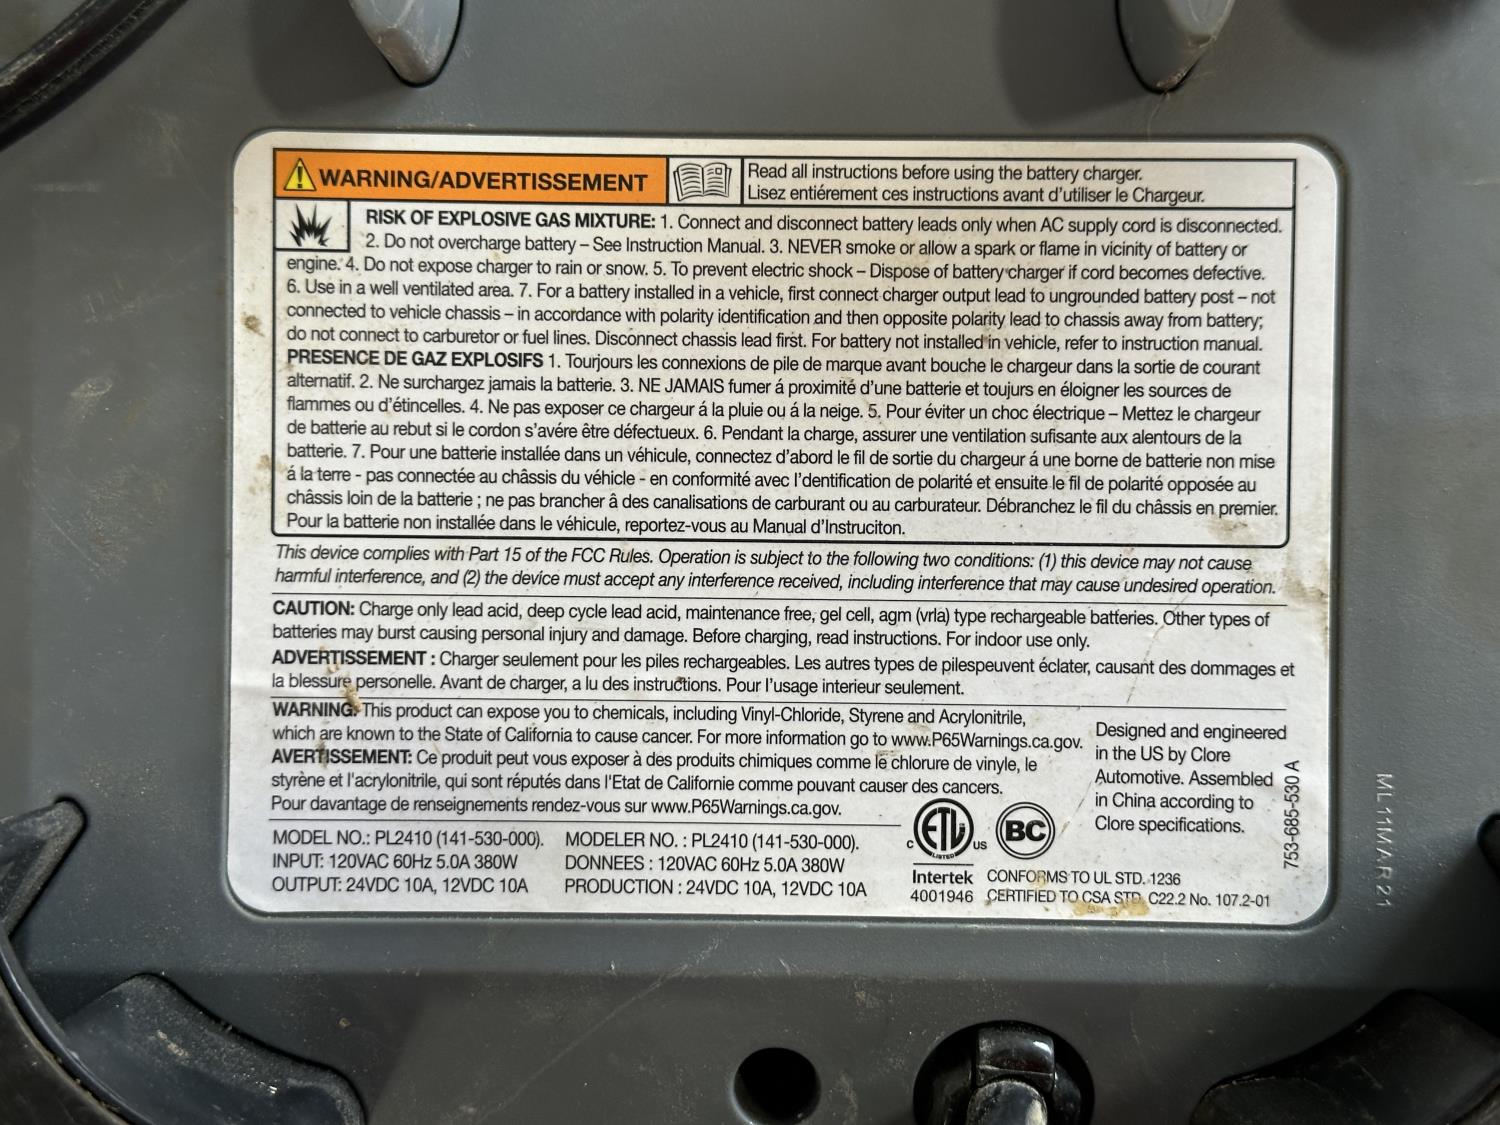 WARNING/ADVERTISSEMENT
Read all instructions before using the battery charger.
Lisez entiérement ces instructions avant d'utiliser le Chargeur.
RISK OF EXPLOSIVE GAS MIXTURE: 1. Connect and disconnect battery leads only when AC supply cord is disconnected.
2. Do not overcharge battery – See Instruction Manual. 3. NEVER smoke or allow a spark or flame in vicinity of battery or
engine. 4. Do not expose charger to rain or snow. 5. To prevent electric shock – Dispose of battery charger if cord becomes defective.
6. Use in a well ventilated area. 7. For a battery installed in a vehicle, first connect charger output lead to ungrounded battery post – not
connected to vehicle chassis – in accordance with polarity identification and then opposite polarity lead to chassis away from battery;
do not connect to carburetor or fuel lines. Disconnect chassis lead first. For battery not installed in vehicle, refer to instruction manual.
PRESENCE DE GAZ EXPLOSIFS 1. Tourjours les connexions de pile de marque avant bouche le chargeur dans la sortie de courant
alternatif. 2. Ne surchargez jamais la batterie. 3. NE JAMAIS fumer á proximité d'une batterie et toujurs en éloigner les sources de
flammes ou d'étincelles. 4. Ne pas exposer ce chargeur á la pluie ou á la neige. 5. Pour éviter un choc électrique – Mettez le chargeur
de batterie au rebut si le cordon s'avére être défectueux. 6. Pendant la charge, assurer une ventilation sufisante aux alentours de la
batterie. 7. Pour une batterie installée dans un véhicule, connectez d'abord le fil de sortie du chargeur á une borne de batterie non mise
á la terre - pas connectée au châssis du véhicule - en conformité avec l'dentification de polarité et ensuite le fil de polarité opposée au
châssis loin de la batterie ; ne pas brancher â des canalisations de carburant ou au carburateur. Débranchez le fil du châssis en premier.
Pour la batterie non installée dans le véhicule, reportez-vous au Manual d'Instruciton.
This device complies with Part 15 of the FCC Rules. Operation is subject to the following two conditions: (1) this device may not cause
harmful interference, and (2) the device must accept any interference received, including interference that may cause undesired operation.
CAUTION: Charge only lead acid, deep cycle lead acid, maintenance free, gel cell, agm (vrla) type rechargeable batteries. Other types of
batteries may burst causing personal injury and damage. Before charging, read instructions. For indoor use only.
ADVERTISSEMENT : Charger seulement pour les piles rechargeables. Les autres types de pilespeuvent éclater, causant des dommages et
la blessure personelle. Avant de charger, a lu des instructions. Pour l'usage interieur seulement.
WARNING: This product can expose you to chemicals, including Vinyl-Chloride, Styrene and Acrylonitrile,
which are known to the State of California to cause cancer. For more information go to www.P65Warnings.ca.gov.
AVERTISSEMENT: Ce produit peut vous exposer à des produits chimiques comme le chlorure de vinyle, le
styrène et l'acrylonitrile, qui sont réputés dans l'Etat de Californie comme pouvant causer des cancers.
Pour davantage de renseignements rendez-vous sur www.P65Warnings.ca.gov.
Designed and engineered
in the US by Clore
Automotive. Assembled
in China according to
Clore specifications.
MODEL NO.: PL2410 (141-530-000).
INPUT: 120VAC 60Hz 5.0A 380W
OUTPUT: 24VDC 10A, 12VDC 10A
MODELER NO. : PL2410 (141-530-000).
DONNEES : 120VAC 60Hz 5.0A 380W
PRODUCTION : 24VDC 10A, 12VDC 10A
c ETL us
LISTED
Intertek
4001946
BC
CONFORMS TO UL STD. 1236
CERTIFIED TO CSA STD. C22.2 No. 107.2-01
753-685-530 A
ML11MAR21